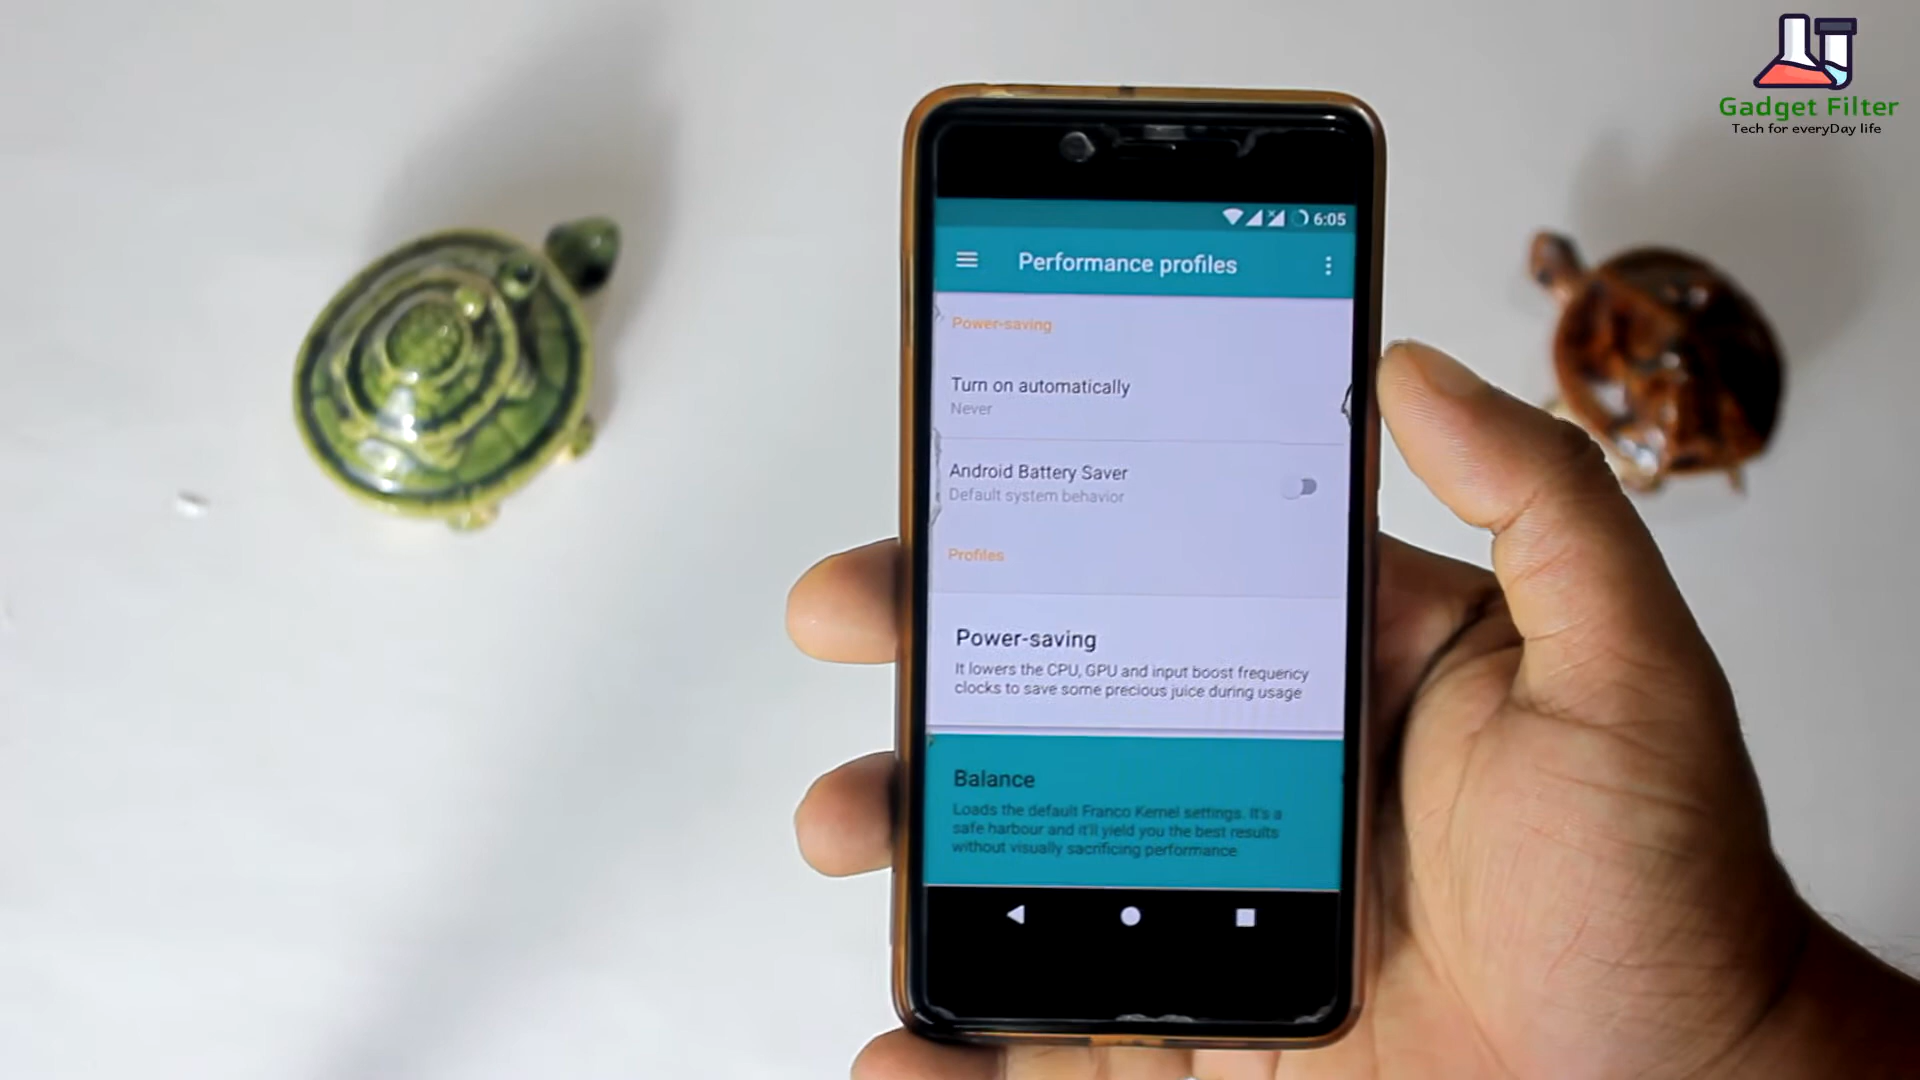 Gadget Filter
Tech for everyDay life
6:05
Performance profiles
Power-saving
Turn on automatically
Never
Android Battery Saver
Default system behavior
Profiles
Power-saving
It lowers the CPU, GPU and input boost frequency
clocks to save some precious juice during usage
Balance
Loads the default Franco Kernel settings. It's a
safe harbour and it'll yield you the best results
without visually sacrificing performance